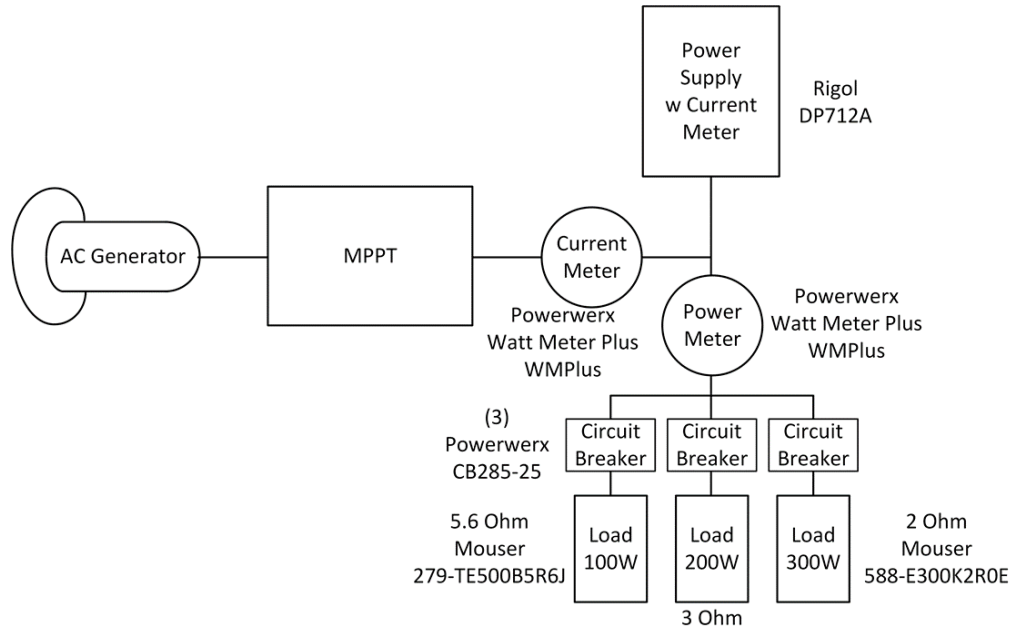 Power
Supply
w Current
Meter
Rigol
DP712A
AC Generator
MPPT
Current
Meter
Powerwerx
Watt Meter Plus
WMPlus
Power
Meter
Powerwerx
Watt Meter Plus
WMPlus
(3)
Powerwerx
CB285-25
Circuit
Breaker
Circuit
Breaker
Circuit
Breaker
5.6 Ohm
Mouser
279-TE500B5R6J
Load
100W
Load
200W
Load
300W
2 Ohm
Mouser
588-E300K2R0E
3 Ohm